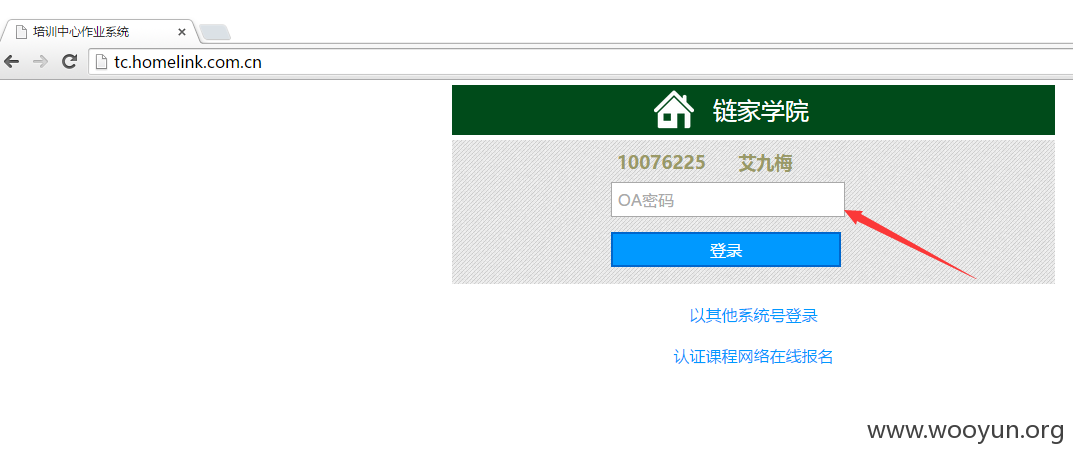 培训中心作业系统
tc.homelink.com.cn
链家学院
10076225 艾九梅
OA密码
登录
以其他系统号登录
认证课程网络在线报名
www.wooyun.org